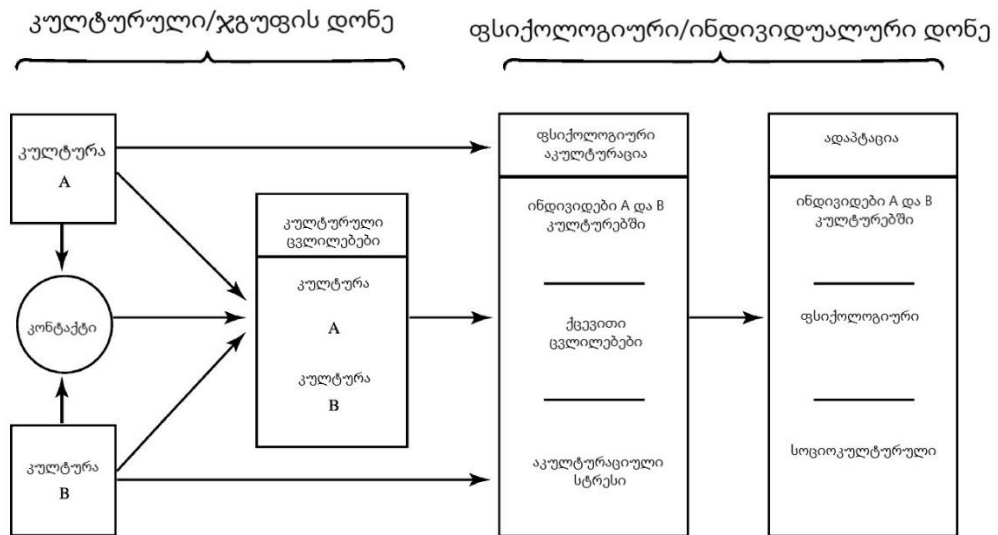 კულტურული/ჯგუფის დონე
ფსიქოლოგიური/ინდივიდუალური დონე
კულტურა
A
კონტაქტი
კულტურა
B
კულტურული
ცვლილებები
კულტურა
A
კულტურა
B
ფსიქოლოგიური
აკულტურაცია
ინდივიდები A და B
კულტურებში
ქცევითი
ცვლილებები
აკულტურაციული
სტრესი
ადაპტაცია
ინდივიდები A და B
კულტურებში
ფსიქოლოგიური
სოციოკულტურული